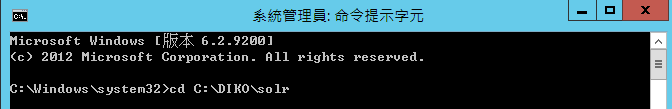 系統管理員: 命令提示字元
Microsoft Windows [版本 6.2.9200]
(c) 2012 Microsoft Corporation. All rights reserved.
C:\Windows\system32>cd C:\DIKO\solr